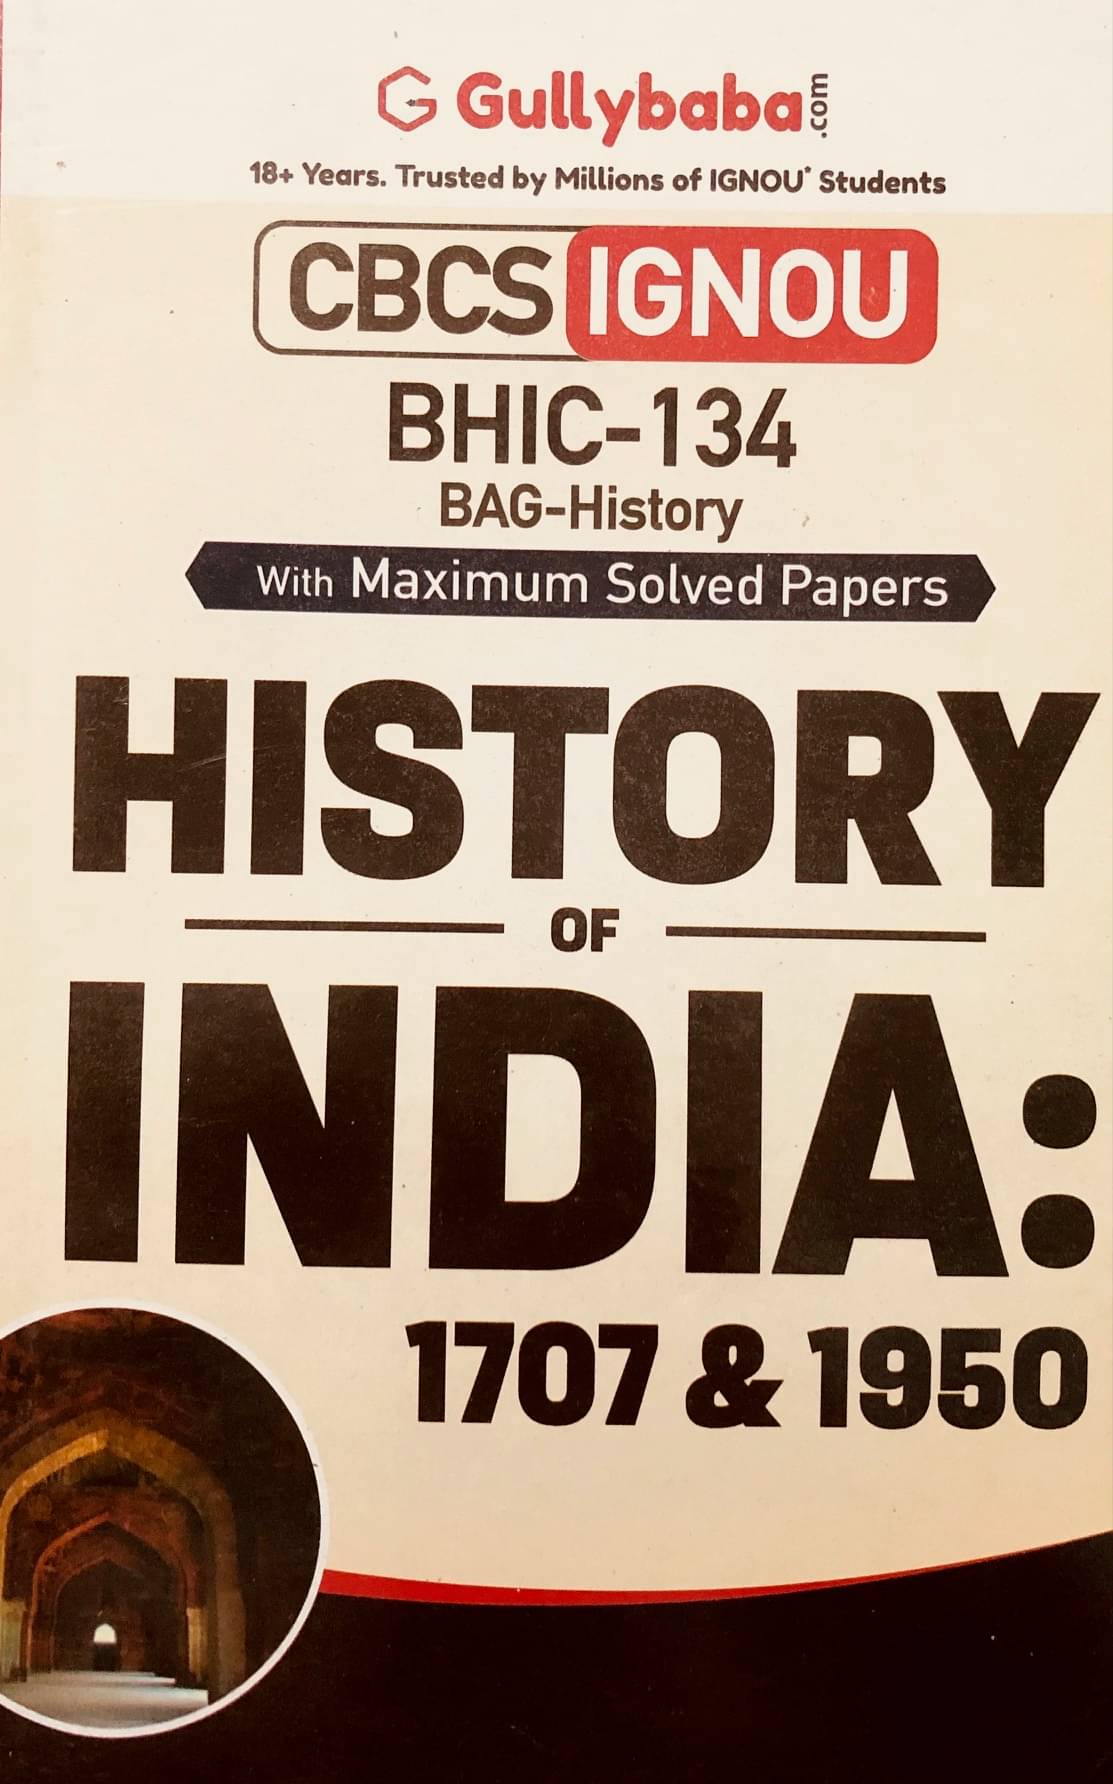 Gullybaba.com
18+ Years. Trusted by Millions of IGNOU* Students
CBCS IGNOU
BHIC-134
BAG-History
With Maximum Solved Papers
HISTORY
OF
INDIA:
1707 & 1950